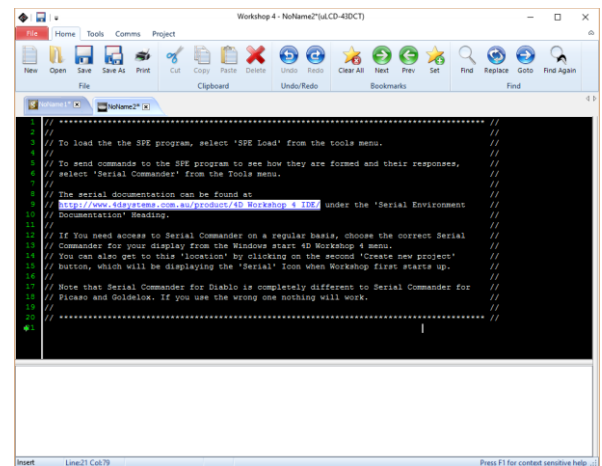 Workshop 4 - NoName2*(uLCD-43DCT)
File Home Tools Comms Project
New Open Save Save As Print Cut Copy Paste Delete Undo Redo Clear All Next Prev Set Find Replace Goto Find Again
File Clipboard Undo/Redo Bookmarks Find
NoName1* NoName2*
1 // ****************************************************************************** //
2 // //
3 // To load the the SPE program, select 'SPE Load' from the tools menu. //
4 // //
5 // To send commands to the SPE program to see how they are formed and their responses, //
6 // select 'Serial Commander' from the Tools menu. //
7 // //
8 // The serial documentation can be found at //
9 // http://www.4dsystems.com.au/product/4D Workshop 4 IDE/ under the 'Serial Environment //
10 // Documentation' Heading. //
11 // //
12 // If You need access to Serial Commander on a regular basis, choose the correct Serial //
13 // Commander for your display from the Windows start 4D Workshop 4 menu. //
14 // You can also get to this 'location' by clicking on the second 'Create new project' //
15 // button, which will be displaying the 'Serial' Icon when Workshop first starts up. //
16 // //
17 // Note that Serial Commander for Diablo is completely different to Serial Commander for //
18 // Picaso and Goldelox. If you use the wrong one nothing will work. //
19 // //
20 // ****************************************************************************** //
21
Insert Line:21 Col:79 Press F1 for context sensitive help